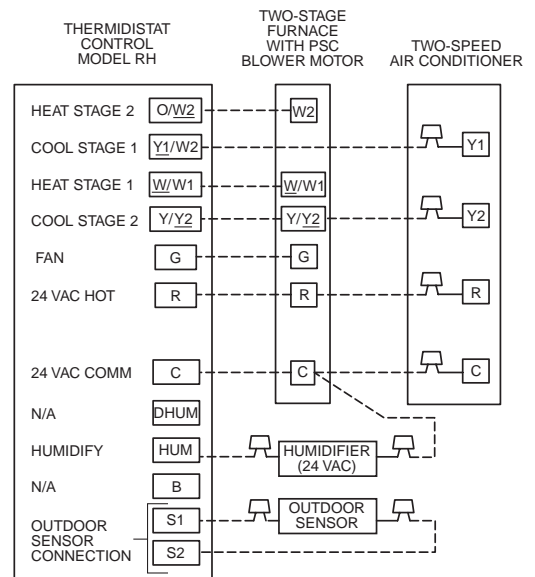 THERMIDISTAT
CONTROL
MODEL RH
TWO-STAGE
FURNACE
WITH PSC
BLOWER MOTOR
TWO-SPEED
AIR CONDITIONER
HEAT STAGE 2 O/W2 W2
COOL STAGE 1 Y1/W2 Y1
HEAT STAGE 1 W/W1 W/W1
COOL STAGE 2 Y/Y2 Y/Y2 Y2
FAN G G
24 VAC HOT R R R
24 VAC COMM C C C
N/A DHUM
HUMIDIFY HUM HUMIDIFIER
(24 VAC)
N/A B
OUTDOOR
SENSOR
CONNECTION
S1
S2
OUTDOOR
SENSOR